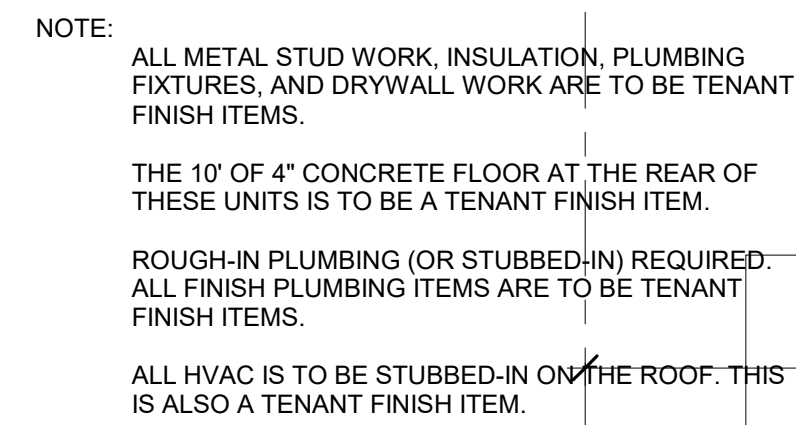 NOTE:
ALL METAL STUD WORK, INSULATION, PLUMBING
FIXTURES, AND DRYWALL WORK ARE TO BE TENANT
FINISH ITEMS.
THE 10' OF 4" CONCRETE FLOOR AT THE REAR OF
THESE UNITS IS TO BE A TENANT FINISH ITEM.
ROUGH-IN PLUMBING (OR STUBBED-IN) REQUIRED.
ALL FINISH PLUMBING ITEMS ARE TO BE TENANT
FINISH ITEMS.
ALL HVAC IS TO BE STUBBED-IN ON THE ROOF. THIS
IS ALSO A TENANT FINISH ITEM.